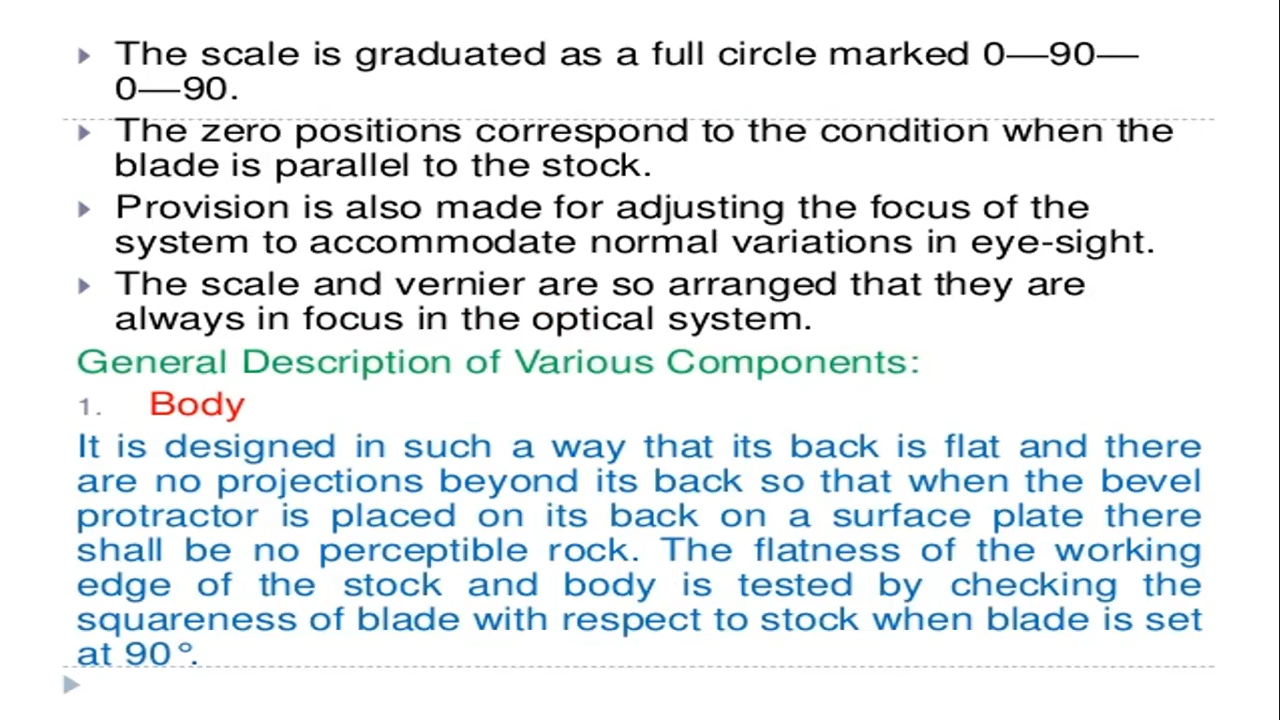 The scale is graduated as a full circle marked 0—90—
0—90.
The zero positions correspond to the condition when the
blade is parallel to the stock.
Provision is also made for adjusting the focus of the
system to accommodate normal variations in eye-sight.
The scale and vernier are so arranged that they are
always in focus in the optical system.
General Description of Various Components:
1. Body
It is designed in such a way that its back is flat and there
are no projections beyond its back so that when the bevel
protractor is placed on its back on a surface plate there
shall be no perceptible rock. The flatness of the working
edge of the stock and body is tested by checking the
squareness of blade with respect to stock when blade is set
at 90°.